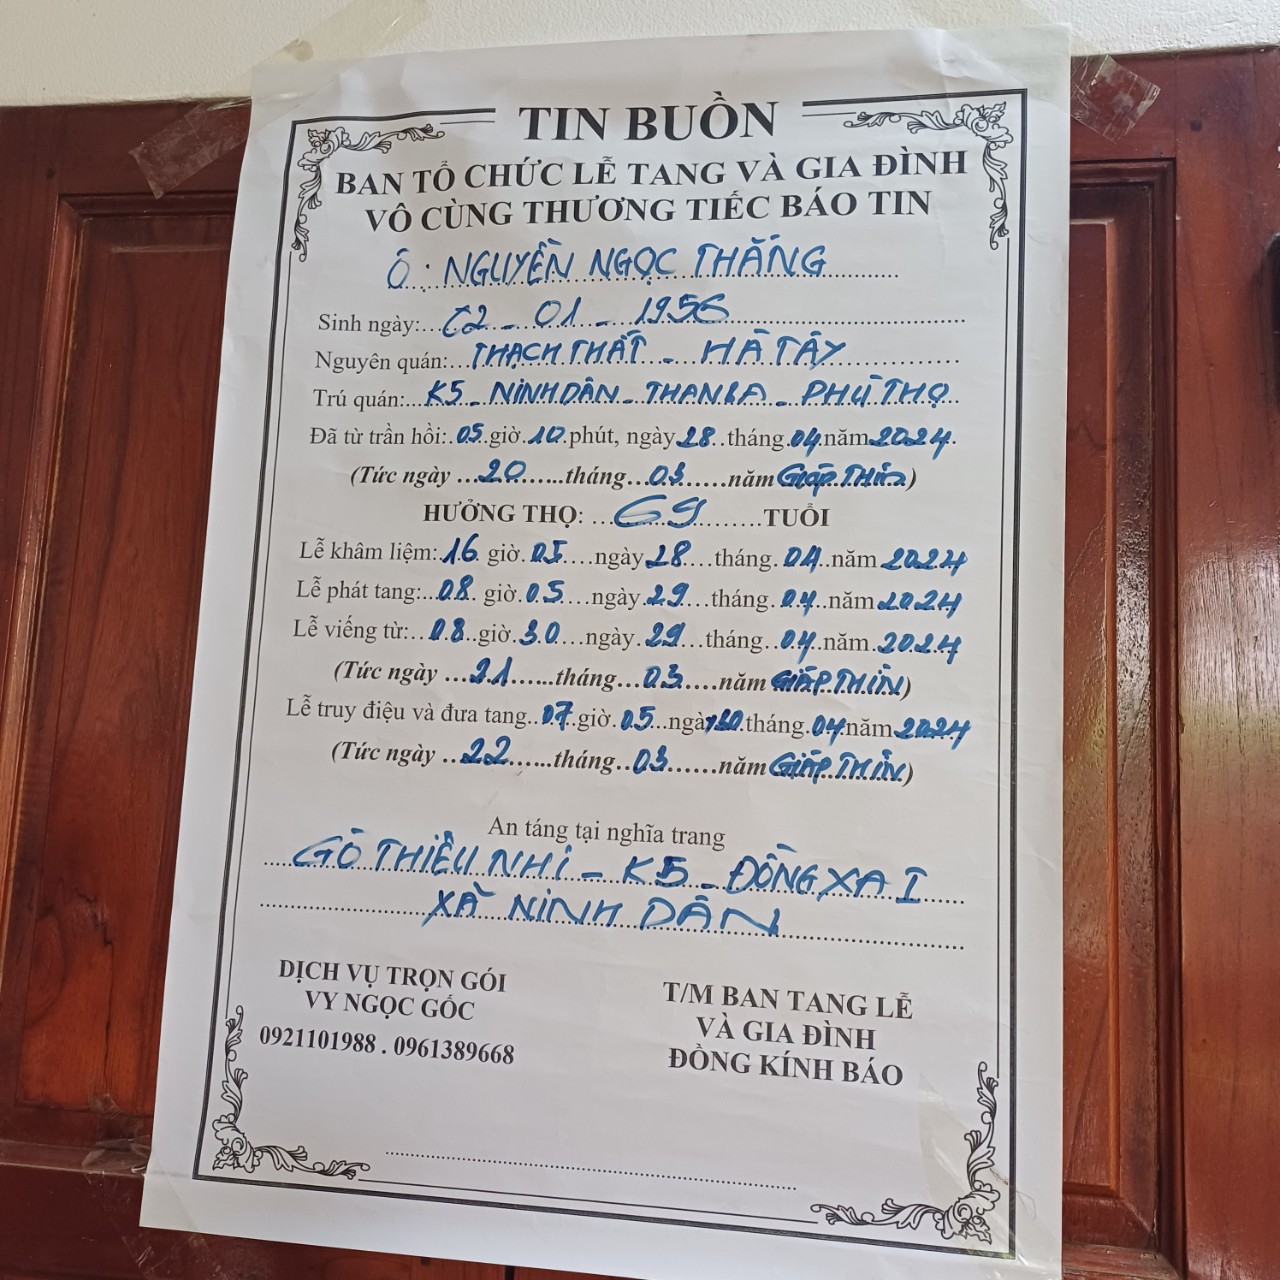 TIN BUỒN
BAN TỔ CHỨC LỄ TANG VÀ GIA ĐÌNH
VÔ CÙNG THƯƠNG TIẾC BÁO TIN
Ô: NGUYỄN NGỌC THẮNG
Sinh ngày: 02 - 01 - 1956
Nguyên quán: THẠCH THẤT - HÀ TÂY
Trú quán: K5 - NINH DÂN - THANH BA - PHÚ THỌ
Đã từ trần hồi: 05 giờ 10 phút, ngày 28 tháng 04 năm 2024.
(Tức ngày 20 tháng 03 năm GIÁP THÌN)
HƯỞNG THỌ: 69 TUỔI
Lễ khâm liệm: 16 giờ 05 ngày 28 tháng 04 năm 2024
Lễ phát tang: 08 giờ 05 ngày 29 tháng 04 năm 2024
Lễ viếng từ: 08 giờ 30 ngày 29 tháng 04 năm 2024
(Tức ngày 21 tháng 03 năm GIÁP THÌN)
Lễ truy điệu và đưa tang 07 giờ 05 ngày 30 tháng 04 năm 2024
(Tức ngày 22 tháng 03 năm GIÁP THÌN)
An táng tại nghĩa trang
GÒ THIẾU NHI - K5 - ĐỒNG XA I
XÃ NINH DÂN
DỊCH VỤ TRỌN GÓI
VY NGỌC GỐC
0921101988 . 0961389668
T/M BAN TANG LỄ
VÀ GIA ĐÌNH
ĐỒNG KÍNH BÁO